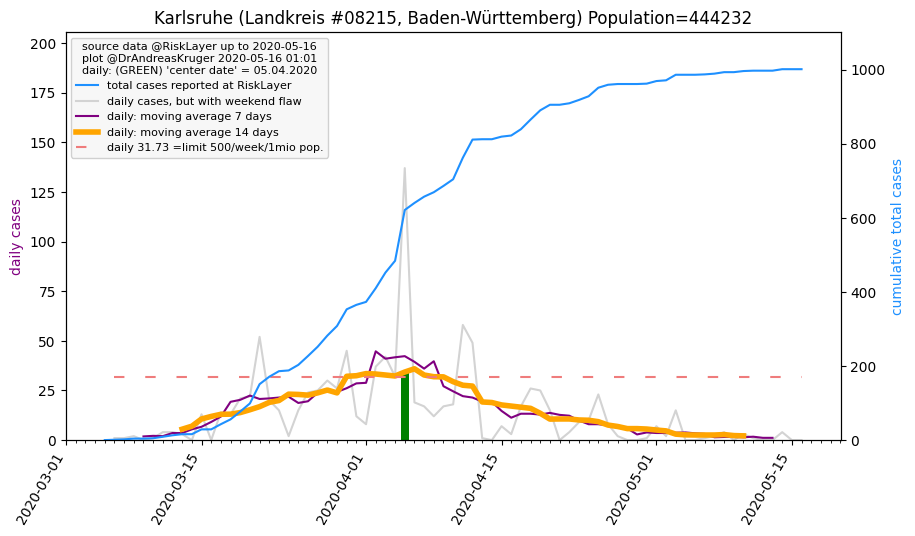 Karlsruhe (Landkreis #08215, Baden-Württemberg) Population=444232
source data @RiskLayer up to 2020-05-16
plot @DrAndreasKruger 2020-05-16 01:01
daily: (GREEN) 'center date' = 05.04.2020
total cases reported at RiskLayer
daily cases, but with weekend flaw
daily: moving average 7 days
daily: moving average 14 days
daily 31.73 =limit 500/week/1mio pop.
daily cases
200
175
150
125
100
75
50
25
0
cumulative total cases
1000
800
600
400
200
0
2020-03-01
2020-03-15
2020-04-01
2020-04-15
2020-05-01
2020-05-15